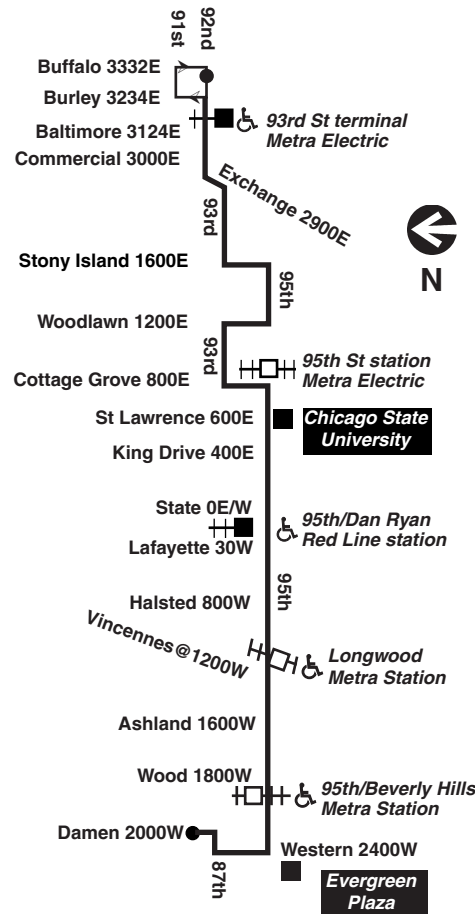 91st
92nd
Buffalo 3332E
Burley 3234E
Baltimore 3124E
93rd St terminal
Metra Electric
Commercial 3000E
Exchange 2900E
93rd
N
Stony Island 1600E
95th
Woodlawn 1200E
93rd
95th St station
Metra Electric
Cottage Grove 800E
St Lawrence 600E
Chicago State
University
King Drive 400E
State 0E/W
95th/Dan Ryan
Red Line station
Lafayette 30W
95th
Halsted 800W
Vincennes@1200W
Longwood
Metra Station
Ashland 1600W
Wood 1800W
95th/Beverly Hills
Metra Station
Damen 2000W
87th
Western 2400W
Evergreen
Plaza